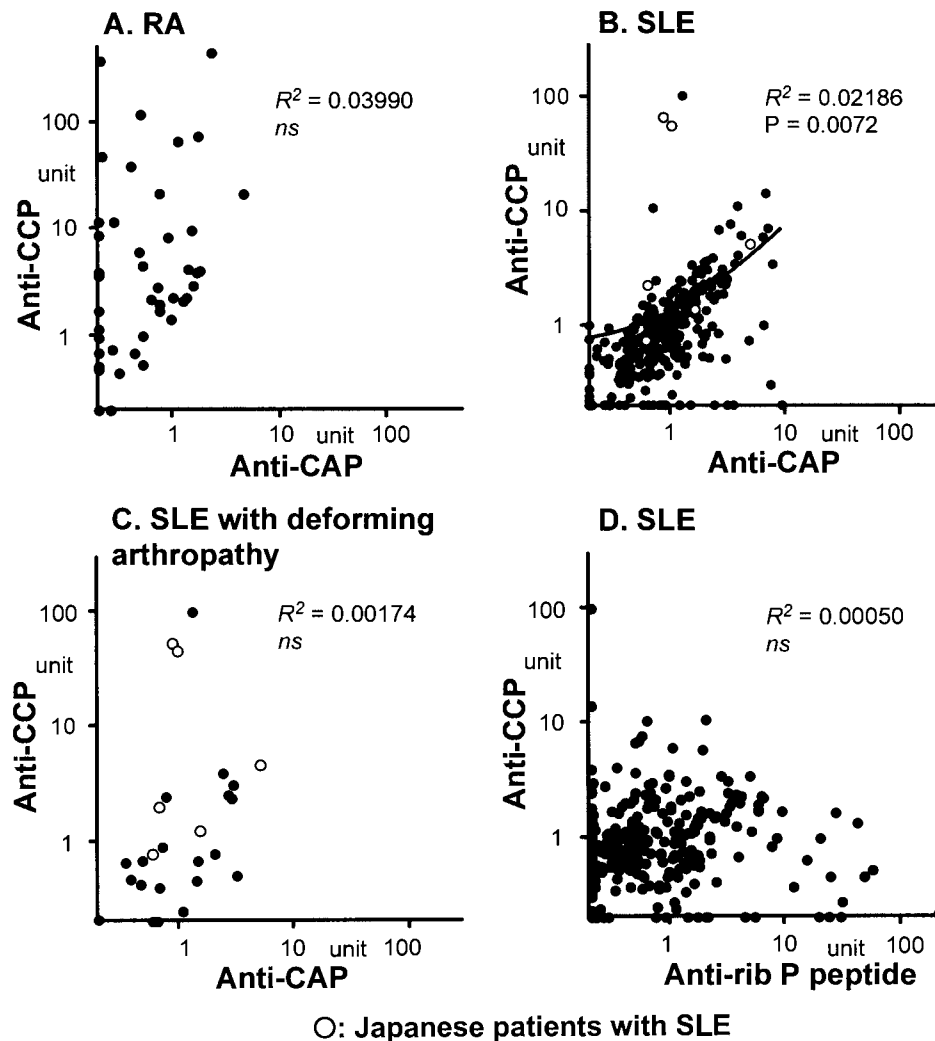 A. RA
R² = 0.03990
ns
100
unit
10
1
Anti-CCP
1
10
unit
100
Anti-CAP
B. SLE
R² = 0.02186
P = 0.0072
100
unit
10
1
Anti-CCP
1
10
unit
100
Anti-CAP
C. SLE with deforming
arthropathy
R² = 0.00174
ns
100
unit
10
1
Anti-CCP
1
10
unit
100
Anti-CAP
D. SLE
R² = 0.00050
ns
100
unit
10
1
Anti-CCP
1
10
unit
100
Anti-rib P peptide
○: Japanese patients with SLE